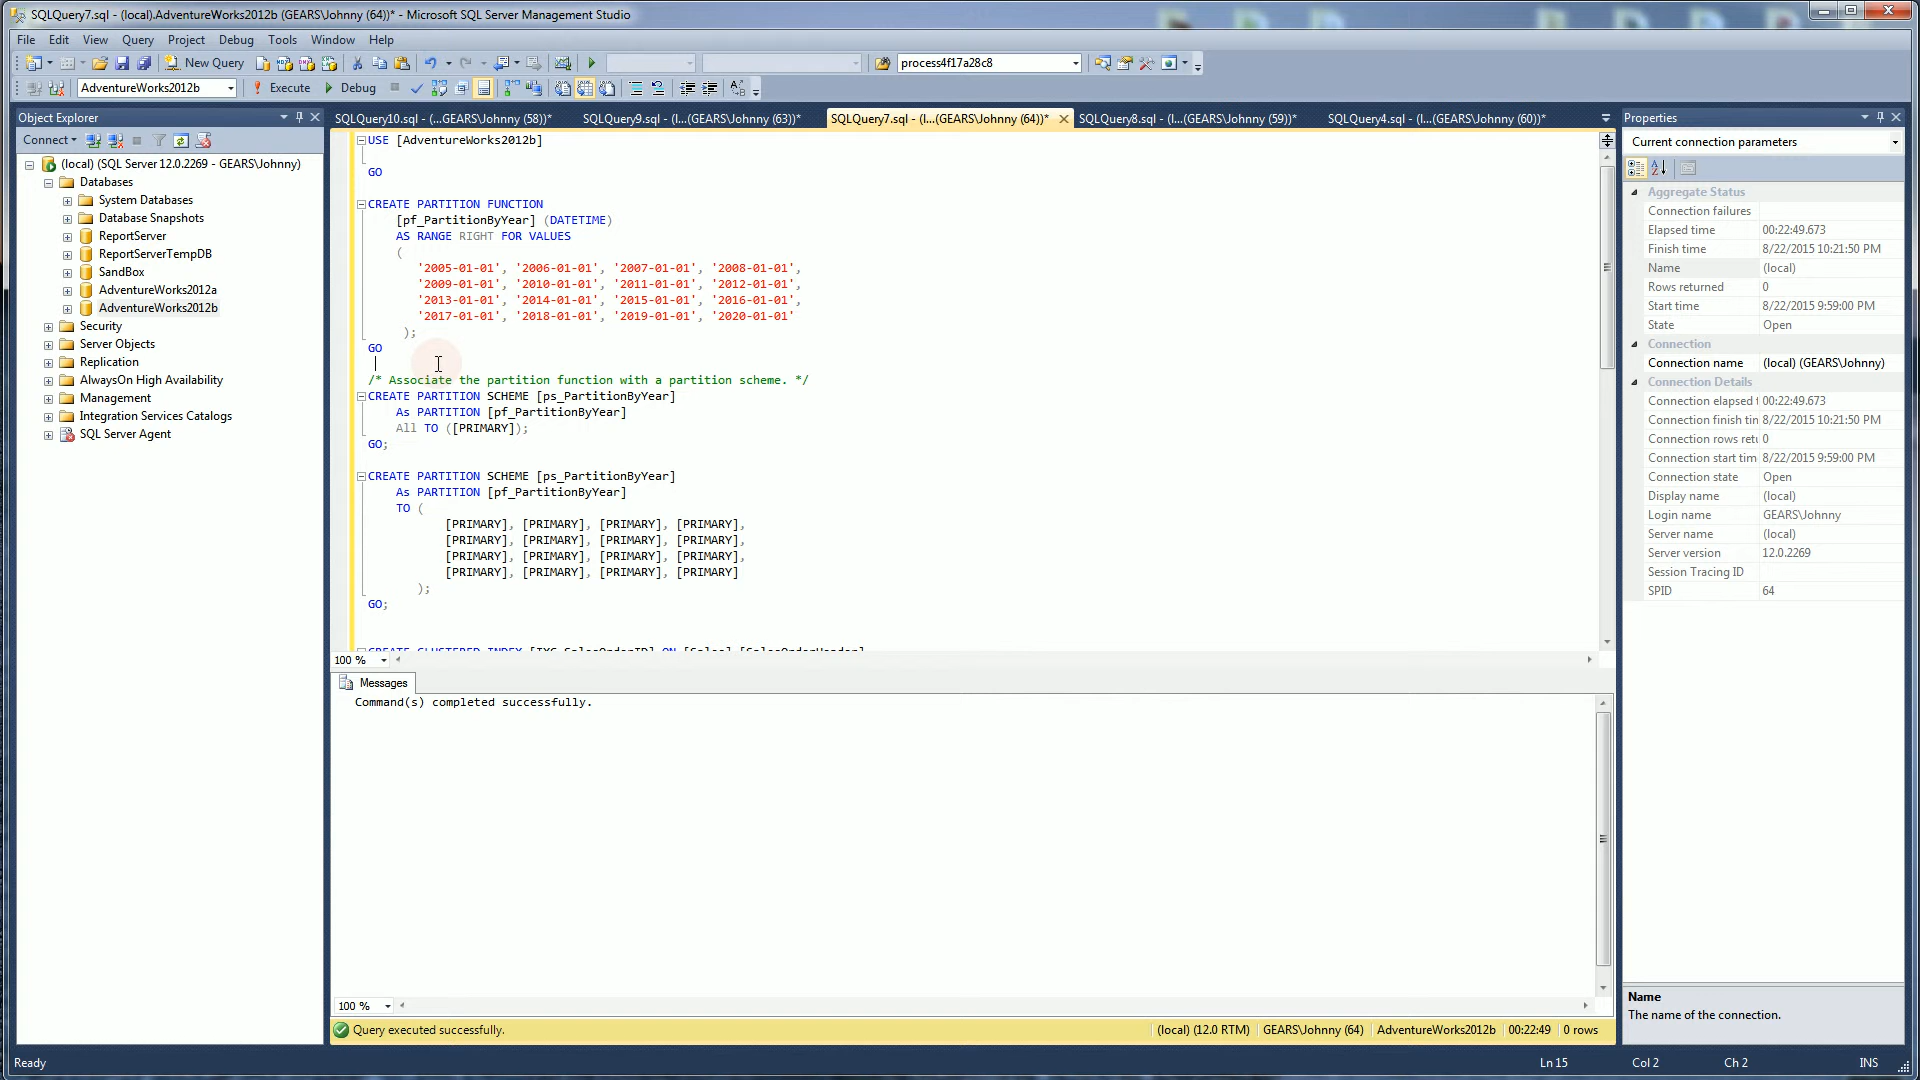 SQLQuery7.sql - (local).AdventureWorks2012b (GEARS\Johnny (64))* - Microsoft SQL Server Management Studio
File Edit View Query Project Debug Tools Window Help
New Query process4f17a28c8
AdventureWorks2012b Execute Debug
Object Explorer
Connect
(local) (SQL Server 12.0.2269 - GEARS\Johnny)
Databases
System Databases
Database Snapshots
ReportServer
ReportServerTempDB
SandBox
AdventureWorks2012a
AdventureWorks2012b
Security
Server Objects
Replication
AlwaysOn High Availability
Management
Integration Services Catalogs
SQL Server Agent
SQLQuery10.sql - (...GEARS\Johnny (58))* SQLQuery9.sql - (l...(GEARS\Johnny (63))* SQLQuery7.sql - (l...(GEARS\Johnny (64))* SQLQuery8.sql - (l...(GEARS\Johnny (59))* SQLQuery4.sql - (l...(GEARS\Johnny (60))*
USE [AdventureWorks2012b]
GO
CREATE PARTITION FUNCTION
[pf_PartitionByYear] (DATETIME)
AS RANGE RIGHT FOR VALUES
(
'2005-01-01', '2006-01-01', '2007-01-01', '2008-01-01',
'2009-01-01', '2010-01-01', '2011-01-01', '2012-01-01',
'2013-01-01', '2014-01-01', '2015-01-01', '2016-01-01',
'2017-01-01', '2018-01-01', '2019-01-01', '2020-01-01'
);
GO
/* Associate the partition function with a partition scheme. */
CREATE PARTITION SCHEME [ps_PartitionByYear]
As PARTITION [pf_PartitionByYear]
All TO ([PRIMARY]);
GO;
CREATE PARTITION SCHEME [ps_PartitionByYear]
As PARTITION [pf_PartitionByYear]
TO (
[PRIMARY], [PRIMARY], [PRIMARY], [PRIMARY],
[PRIMARY], [PRIMARY], [PRIMARY], [PRIMARY],
[PRIMARY], [PRIMARY], [PRIMARY], [PRIMARY],
[PRIMARY], [PRIMARY], [PRIMARY], [PRIMARY]
);
GO;
CREATE CLUSTERED INDEX [IXC_SalesOrderID] ON [Sales].[SalesOrderHeader]
100 %
Messages
Command(s) completed successfully.
100 %
Query executed successfully. (local) (12.0 RTM) GEARS\Johnny (64) AdventureWorks2012b 00:22:49 0 rows
Properties
Current connection parameters
Aggregate Status
Connection failures
Elapsed time 00:22:49.673
Finish time 8/22/2015 10:21:50 PM
Name (local)
Rows returned 0
Start time 8/22/2015 9:59:00 PM
State Open
Connection
Connection name (local) (GEARS\Johnny)
Connection Details
Connection elapsed t 00:22:49.673
Connection finish tin 8/22/2015 10:21:50 PM
Connection rows retu 0
Connection start tim 8/22/2015 9:59:00 PM
Connection state Open
Display name (local)
Login name GEARS\Johnny
Server name (local)
Server version 12.0.2269
Session Tracing ID
SPID 64
Name
The name of the connection.
Ready Ln 15 Col 2 Ch 2 INS